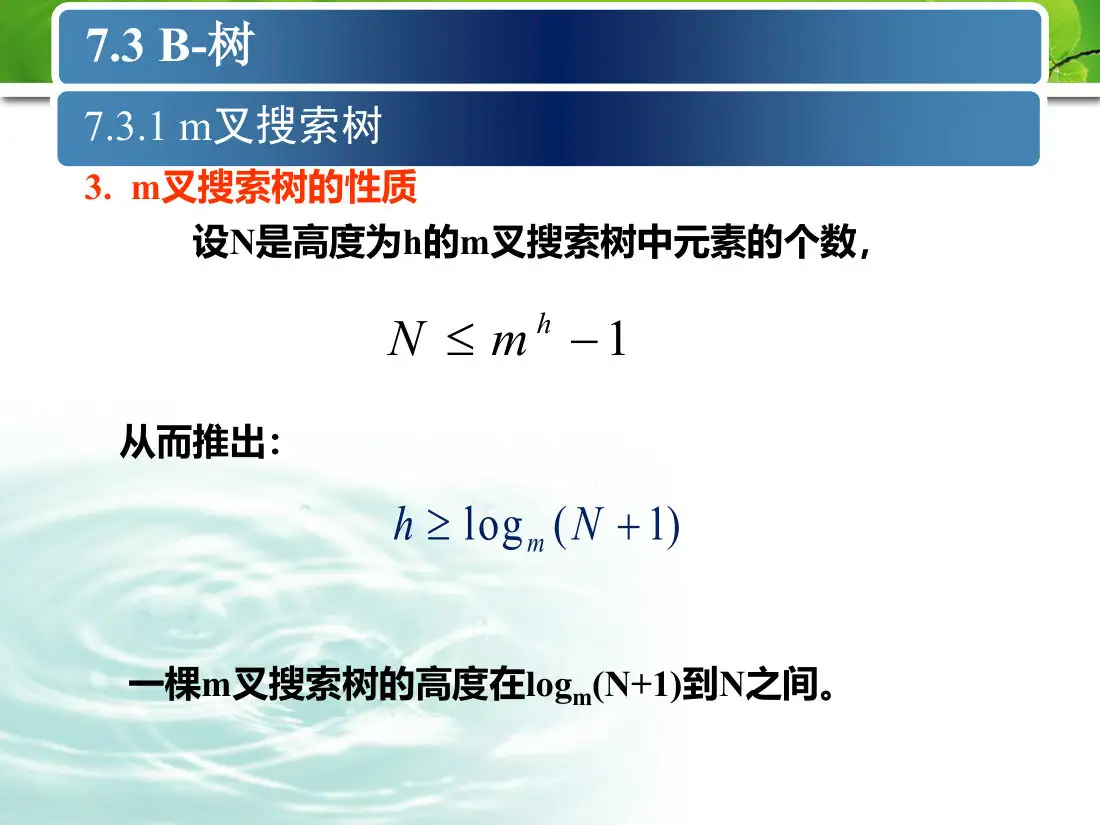 7.3 B-树
7.3.1 m叉搜索树
3. m叉搜索树的性质
设N是高度为h的m叉搜索树中元素的个数，
N ≤ m^h − 1
从而推出：
h ≥ log_m (N + 1)
一棵m叉搜索树的高度在log_m(N+1)到N之间。